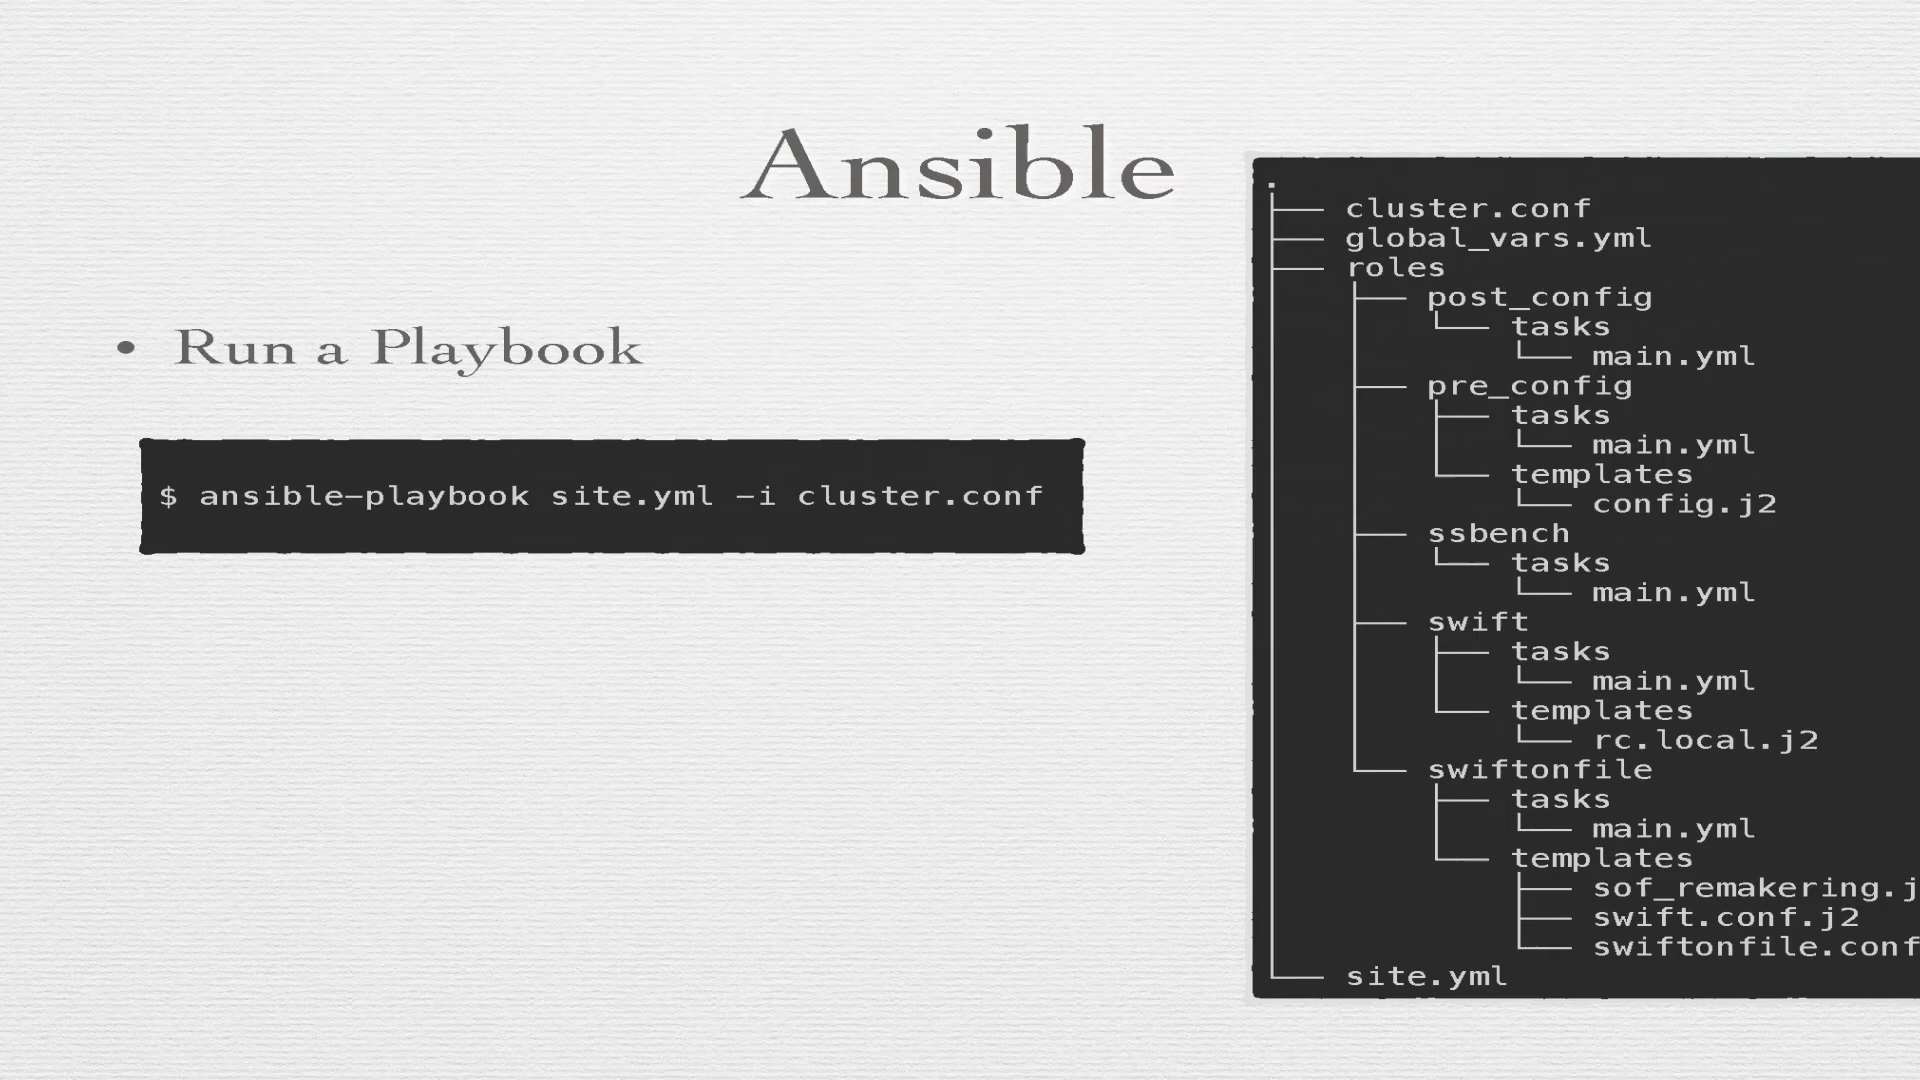 Ansible
• Run a Playbook
$ ansible-playbook site.yml -i cluster.conf
.
├── cluster.conf
├── global_vars.yml
├── roles
│   ├── post_config
│   │   └── tasks
│   │       └── main.yml
│   ├── pre_config
│   │   ├── tasks
│   │   │   └── main.yml
│   │   └── templates
│   │       └── config.j2
│   ├── ssbench
│   │   └── tasks
│   │       └── main.yml
│   ├── swift
│   │   ├── tasks
│   │   │   └── main.yml
│   │   └── templates
│   │       └── rc.local.j2
│   └── swiftonfile
│       ├── tasks
│       │   └── main.yml
│       └── templates
│           ├── sof_remakering.j
│           ├── swift.conf.j2
│           └── swiftonfile.conf
└── site.yml